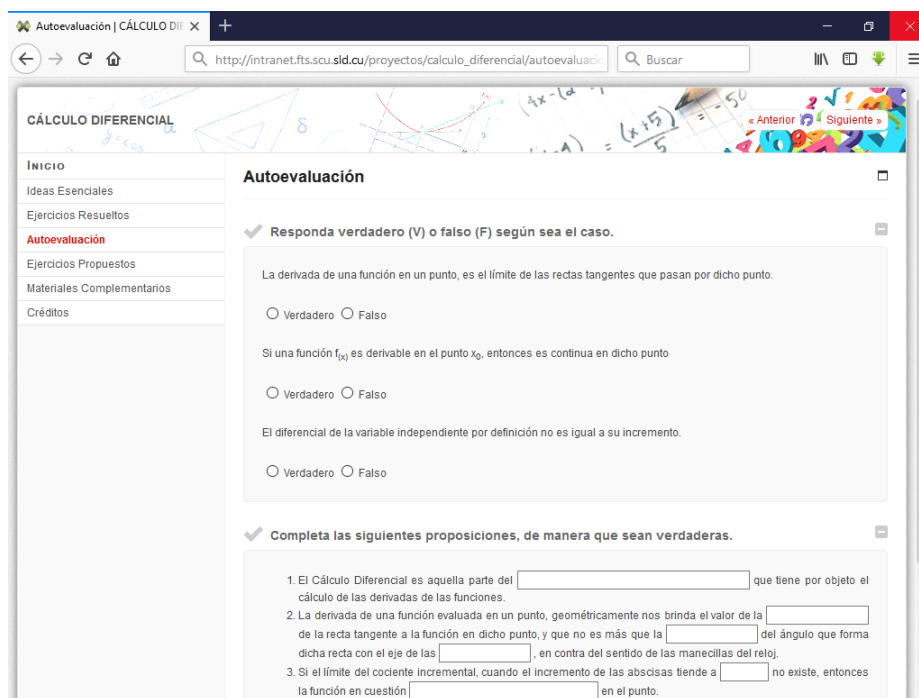 Autoevaluación | CÁLCULO DIF
http://intranet.fts.scu.sld.cu/proyectos/calculo_diferencial/autoevaluacio
Buscar
CÁLCULO DIFERENCIAL
« Anterior
Siguiente »
INICIO
Ideas Esenciales
Ejercicios Resueltos
Autoevaluación
Ejercicios Propuestos
Materiales Complementarios
Créditos
Autoevaluación
Responda verdadero (V) o falso (F) según sea el caso.
La derivada de una función en un punto, es el límite de las rectas tangentes que pasan por dicho punto.
Verdadero Falso
Si una función f(x) es derivable en el punto x0, entonces es continua en dicho punto
Verdadero Falso
El diferencial de la variable independiente por definición no es igual a su incremento.
Verdadero Falso
Completa las siguientes proposiciones, de manera que sean verdaderas.
1. El Cálculo Diferencial es aquella parte del que tiene por objeto el
cálculo de las derivadas de las funciones.
2. La derivada de una función evaluada en un punto, geométricamente nos brinda el valor de la
de la recta tangente a la función en dicho punto, y que no es más que la del ángulo que forma
dicha recta con el eje de las , en contra del sentido de las manecillas del reloj.
3. Si el límite del cociente incremental, cuando el incremento de las abscisas tiende a no existe, entonces
la función en cuestión en el punto.